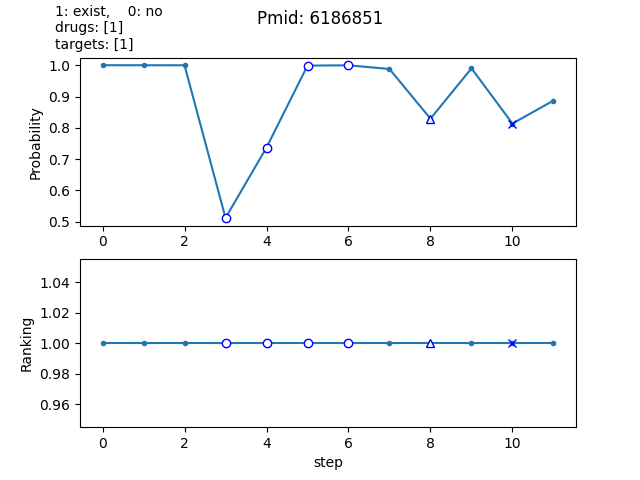 1: exist,    0: no
drugs: [1]
targets: [1]
Pmid: 6186851
Probability
1.0
0.9
0.8
0.7
0.6
0.5
0 2 4 6 8 10
Ranking
1.04
1.02
1.00
0.98
0.96
0 2 4 6 8 10
step